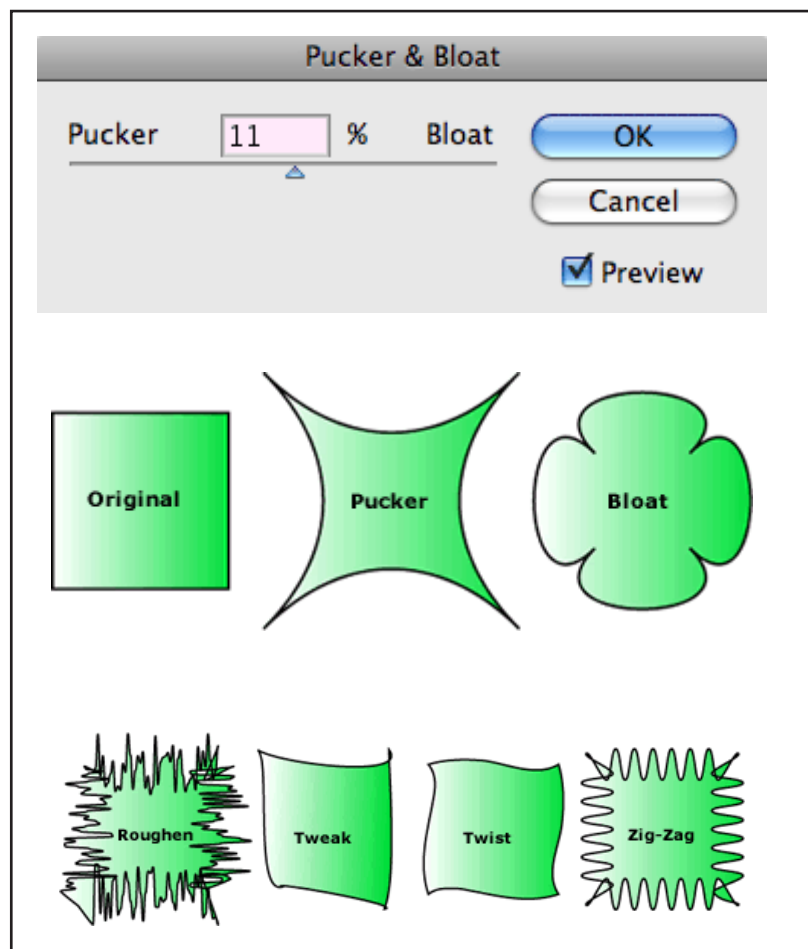 Pucker & Bloat
Pucker 11 % Bloat OK
Cancel
Preview
Original Pucker Bloat
Roughen Tweak Twist Zig-Zag